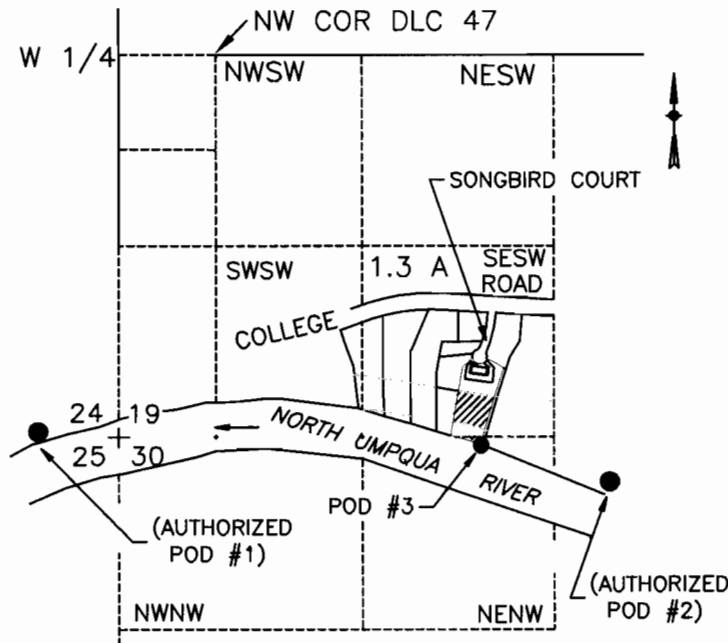 NW COR DLC 47
W 1/4
NWSW
NESW
SONGBIRD COURT
SWSW
1.3 A
SESW
ROAD
COLLEGE
24 19
25 30
NORTH UMPQUA
RIVER
POD #3
(AUTHORIZED
POD #1)
(AUTHORIZED
POD #2)
NWNW
NENW